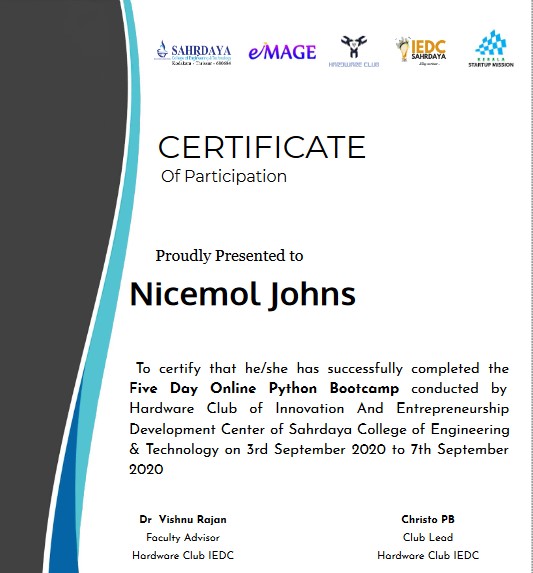 SAHRDAYA
College of Engineering & Technology
Kodakara - Thrissur - 680684
e/MAGE
HARDWARE CLUB
IEDC
SAHRDAYA
KERALA
STARTUP MISSION
CERTIFICATE
Of Participation
Proudly Presented to
Nicemol Johns
To certify that he/she has successfully completed the
Five Day Online Python Bootcamp conducted by
Hardware Club of Innovation And Entrepreneurship
Development Center of Sahrdaya College of Engineering
& Technology on 3rd September 2020 to 7th September
2020
Dr Vishnu Rajan
Faculty Advisor
Hardware Club IEDC
Christo PB
Club Lead
Hardware Club IEDC